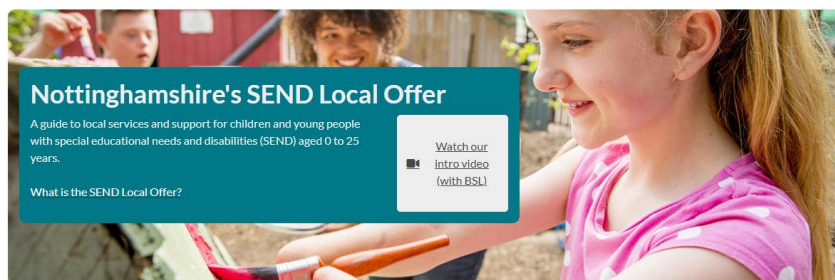 Nottinghamshire's SEND Local Offer
A guide to local services and support for children and young people
with special educational needs and disabilities (SEND) aged 0 to 25
years.
What is the SEND Local Offer?
Watch our
intro video
(with BSL)